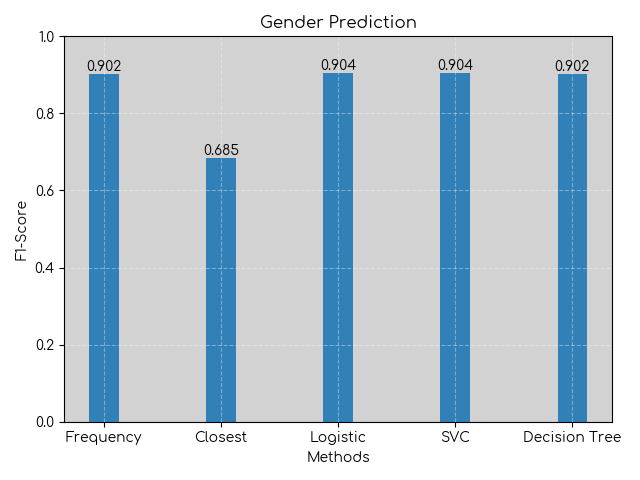 Gender Prediction
1.0
0.8
0.6
0.4
0.2
0.0
F1-Score
0.902
0.685
0.904
0.904
0.902
Frequency
Closest
Logistic
SVC
Decision Tree
Methods